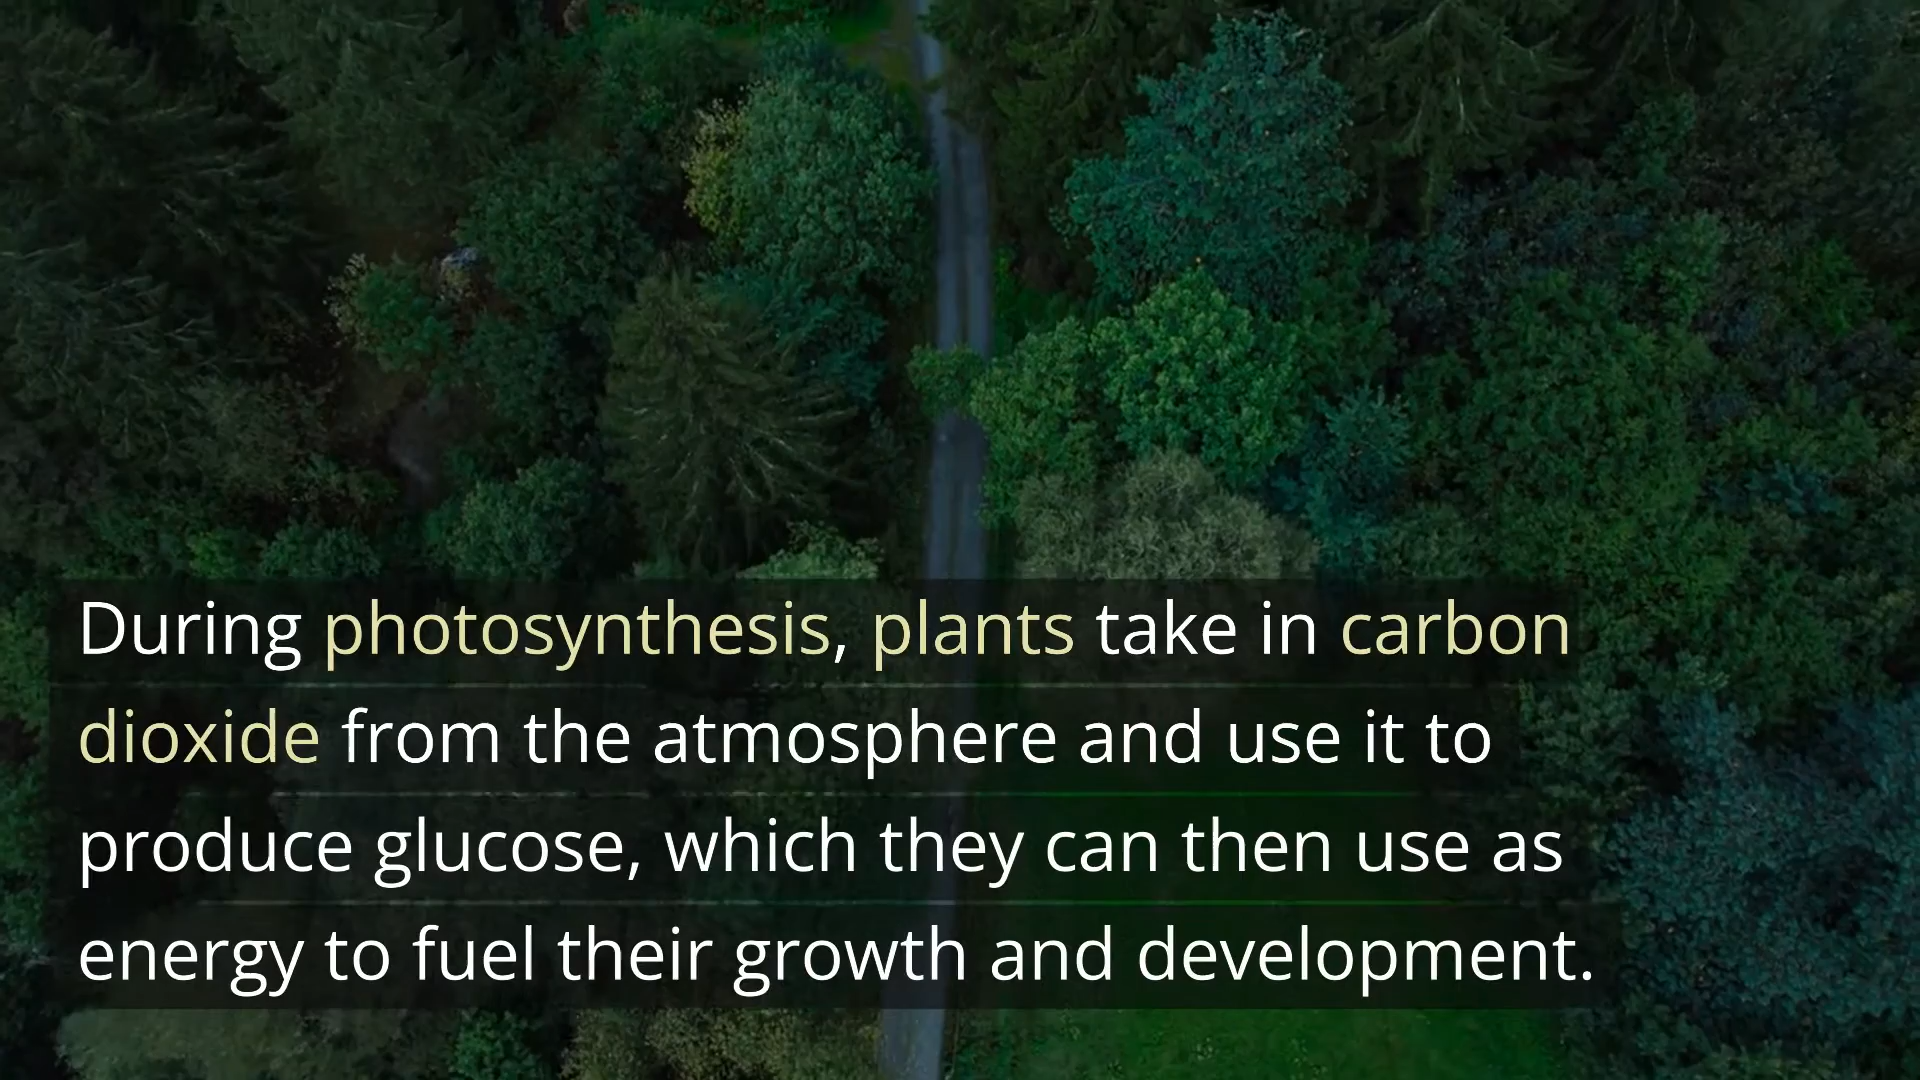 During photosynthesis, plants take in carbon
dioxide from the atmosphere and use it to
produce glucose, which they can then use as
energy to fuel their growth and development.